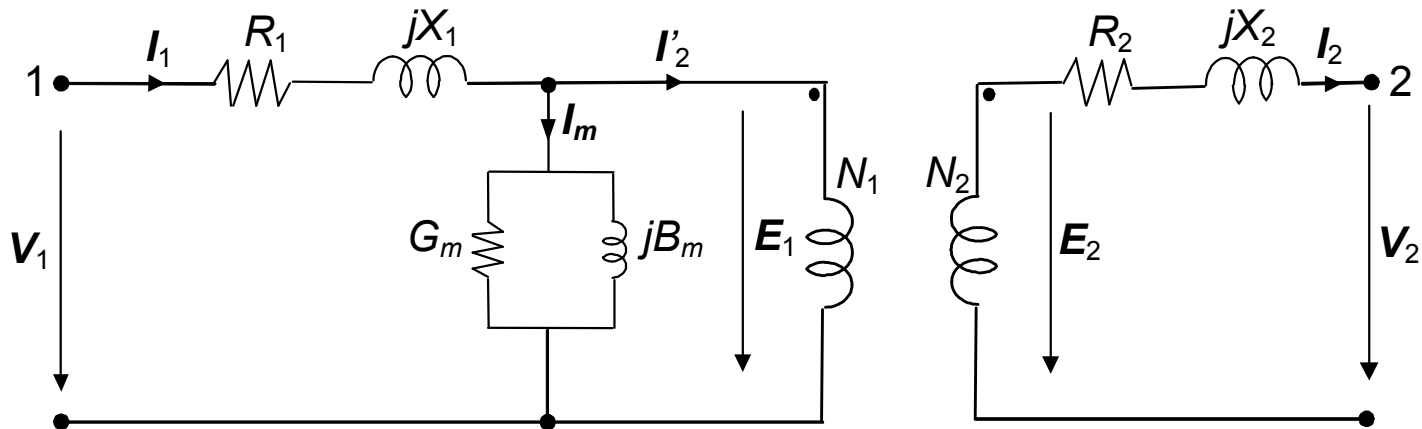 1
I₁
R₁
jX₁
I'₂
R₂
jX₂
I₂
2
Iₘ
N₁
N₂
V₁
Gₘ
jBₘ
E₁
E₂
V₂